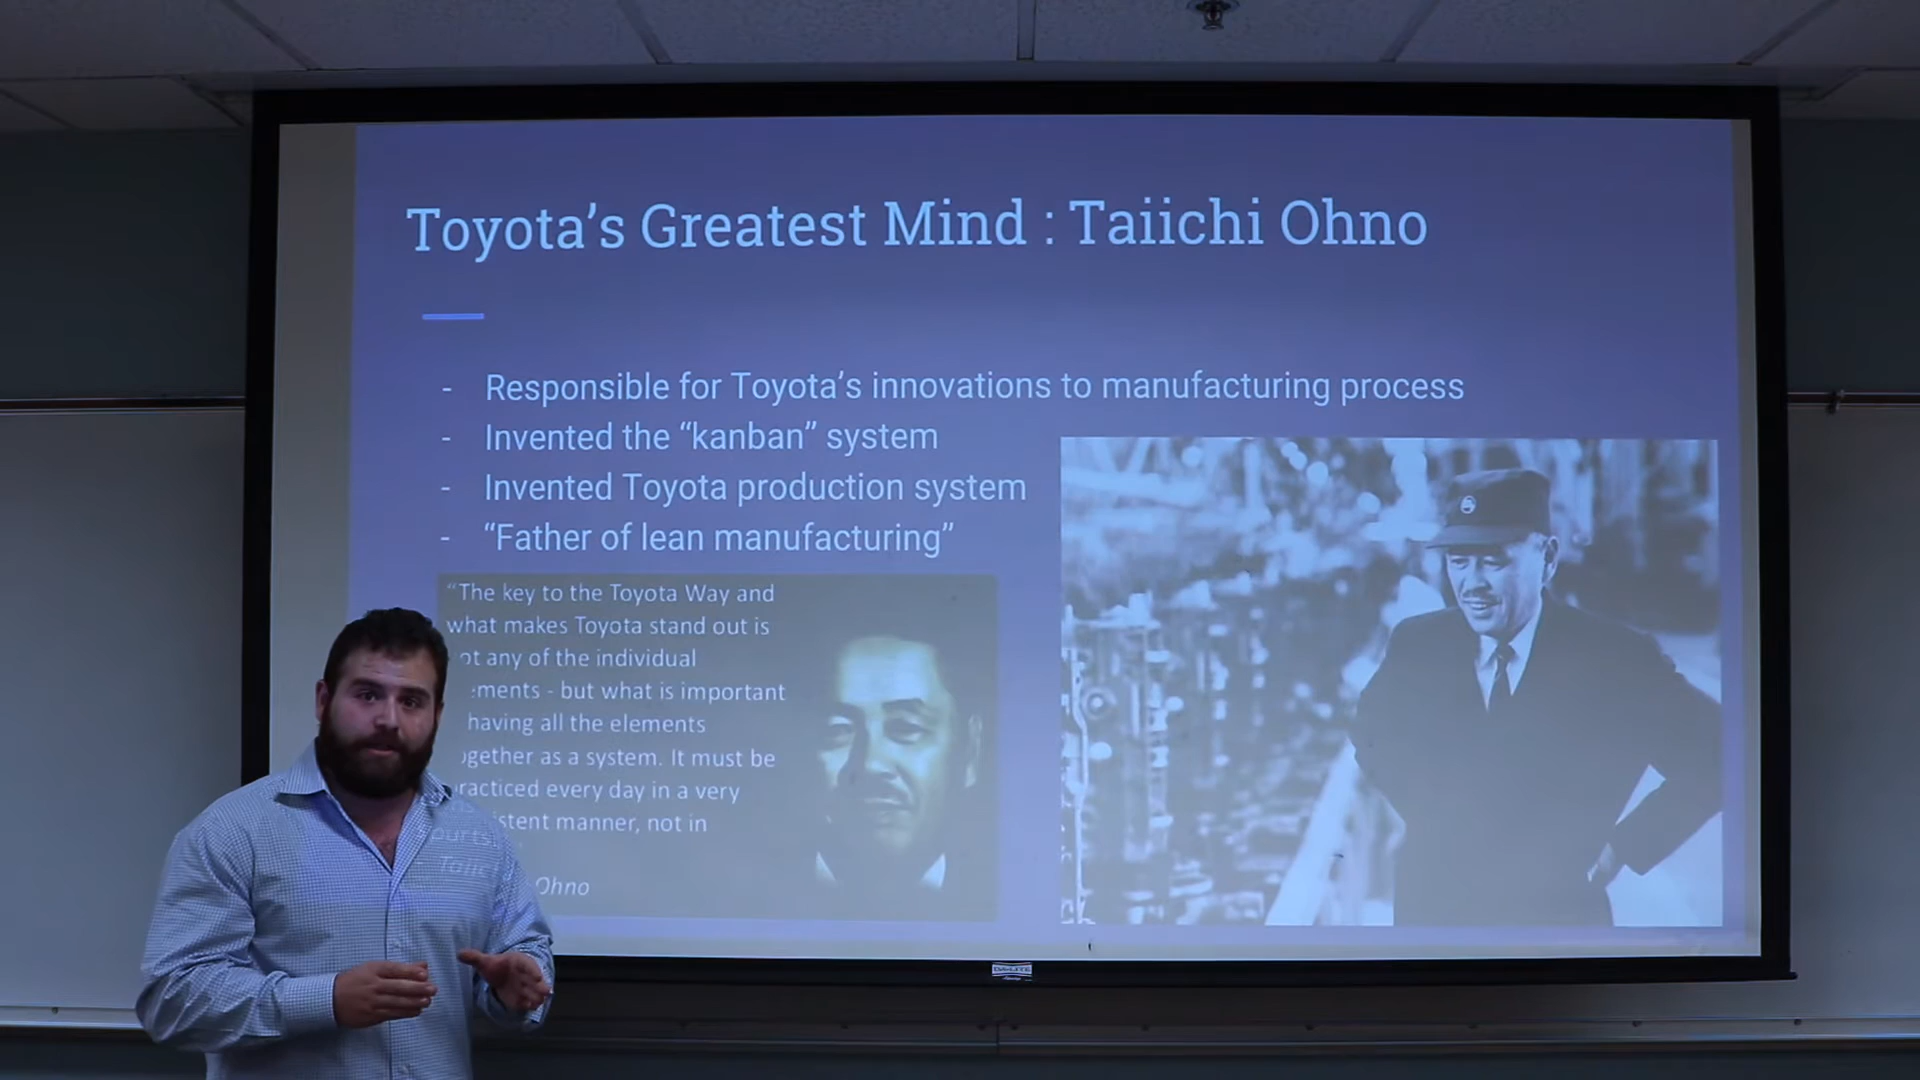 Toyota's Greatest Mind : Taiichi Ohno
- Responsible for Toyota's innovations to manufacturing process
- Invented the “kanban” system
- Invented Toyota production system
- “Father of lean manufacturing”
“The key to the Toyota Way and
what makes Toyota stand out is
any of the individual
- but what is important
having all the elements
as a system. It must be
every day in a very
manner, not in
Ohno
DA-LITE